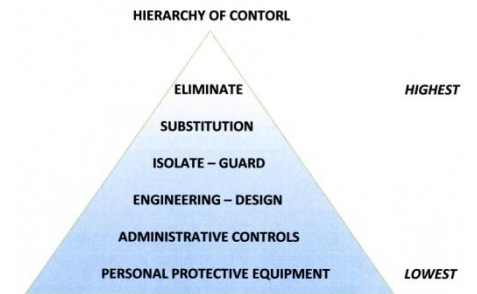 HIERARCHY OF CONTORL
ELIMINATE HIGHEST
SUBSTITUTION
ISOLATE – GUARD
ENGINEERING – DESIGN
ADMINISTRATIVE CONTROLS
PERSONAL PROTECTIVE EQUIPMENT LOWEST